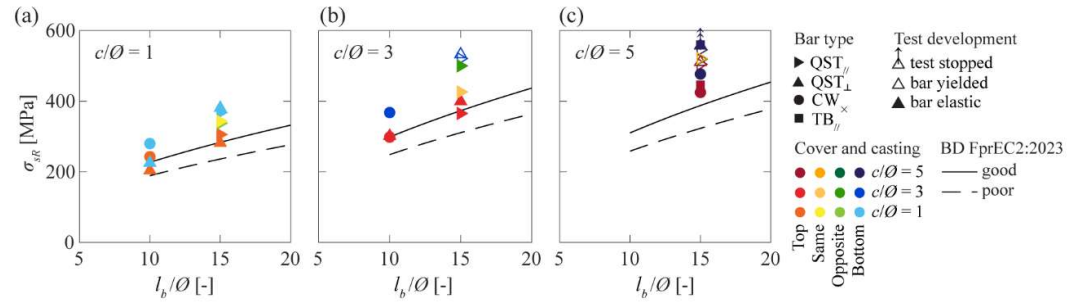 (a)
(b)
(c)
600
400
200
0
σsR [MPa]
c/Ø = 1
c/Ø = 3
c/Ø = 5
5 10 15 20
5 10 15 20
5 10 15 20
lb/Ø [-]
lb/Ø [-]
lb/Ø [-]
Bar type
QST//
QST⊥
CW×
TB//
Test development
test stopped
bar yielded
bar elastic
Cover and casting
c/Ø = 5
c/Ø = 3
c/Ø = 1
Top
Same
Opposite
Bottom
BD FprEC2:2023
good
poor